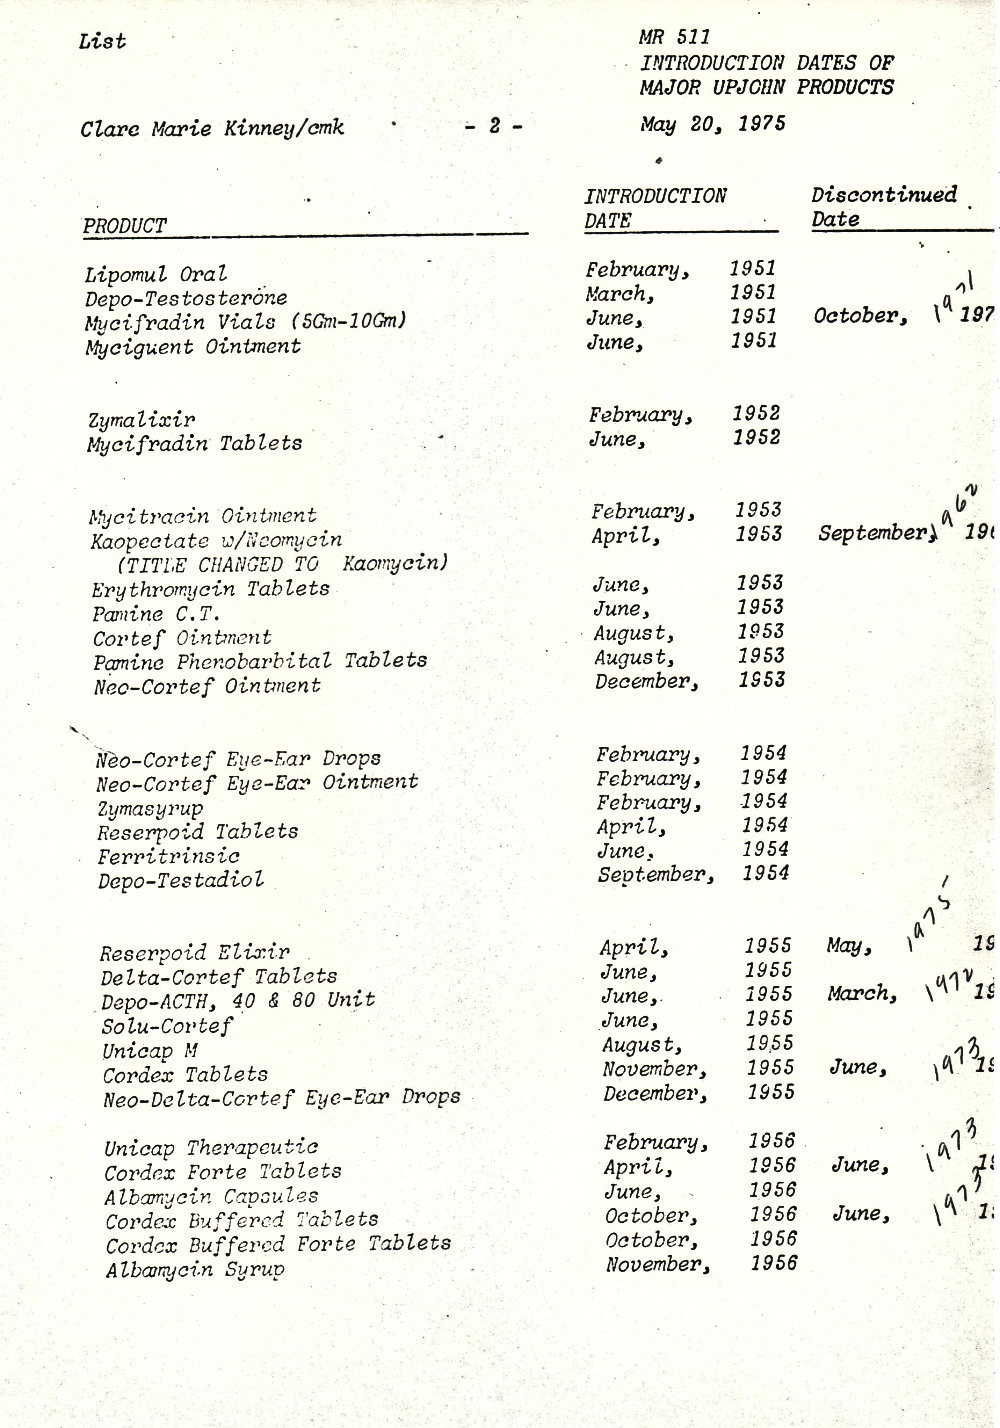 List
MR 511
INTRODUCTION DATES OF
MAJOR UPJOHN PRODUCTS
Clare Marie Kinney/cmk - 2 - May 20, 1975
INTRODUCTION Discontinued
PRODUCT DATE Date
Lipomul Oral February, 1951
Depo-Testosterone March, 1951
Mycifradin Vials (5Gm-10Gm) June, 1951 October, 1971 197
Myciguent Ointment June, 1951
Zymalixir February, 1952
Mycifradin Tablets June, 1952
Mycitracin Ointment February, 1953
Kaopectate w/Neomycin April, 1953 September, 1962 196
(TITLE CHANGED TO Kaomycin)
Erythromycin Tablets June, 1953
Pamine C.T. June, 1953
Cortef Ointment August, 1953
Pamine Phenobarbital Tablets August, 1953
Neo-Cortef Ointment December, 1953
Neo-Cortef Eye-Ear Drops February, 1954
Neo-Cortef Eye-Ear Ointment February, 1954
Zymasyrup February, 1954
Reserpoid Tablets April, 1954
Ferritrinsic June, 1954
Depo-Testadiol September, 1954
Reserpoid Elixir April, 1955 May, 1975 19
Delta-Cortef Tablets June, 1955
Depo-ACTH, 40 & 80 Unit June, 1955 March, 1972 19
Solu-Cortef June, 1955
Unicap M August, 1955
Cordex Tablets November, 1955 June, 1973 19
Neo-Delta-Cortef Eye-Ear Drops December, 1955
Unicap Therapeutic February, 1956
Cordex Forte Tablets April, 1956 June, 1973 19
Albamycin Capsules June, 1956
Cordex Buffered Tablets October, 1956 June, 1973 1
Cordex Buffered Forte Tablets October, 1956
Albamycin Syrup November, 1956